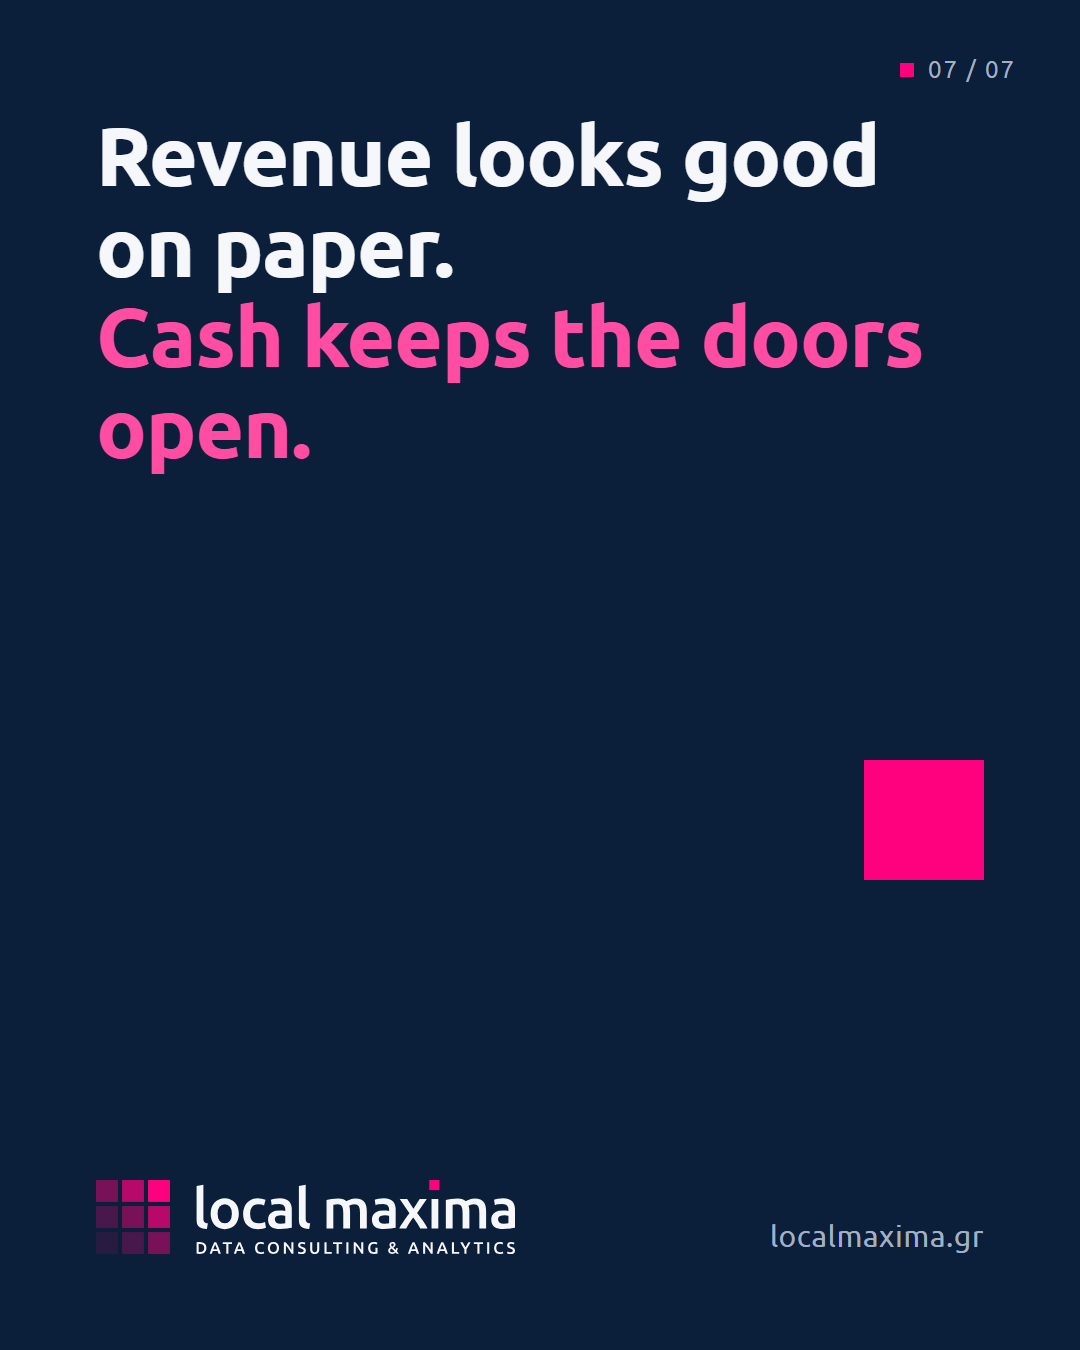 07 / 07
Revenue looks good
on paper.
Cash keeps the doors
open.
local maxima
DATA CONSULTING & ANALYTICS
localmaxima.gr